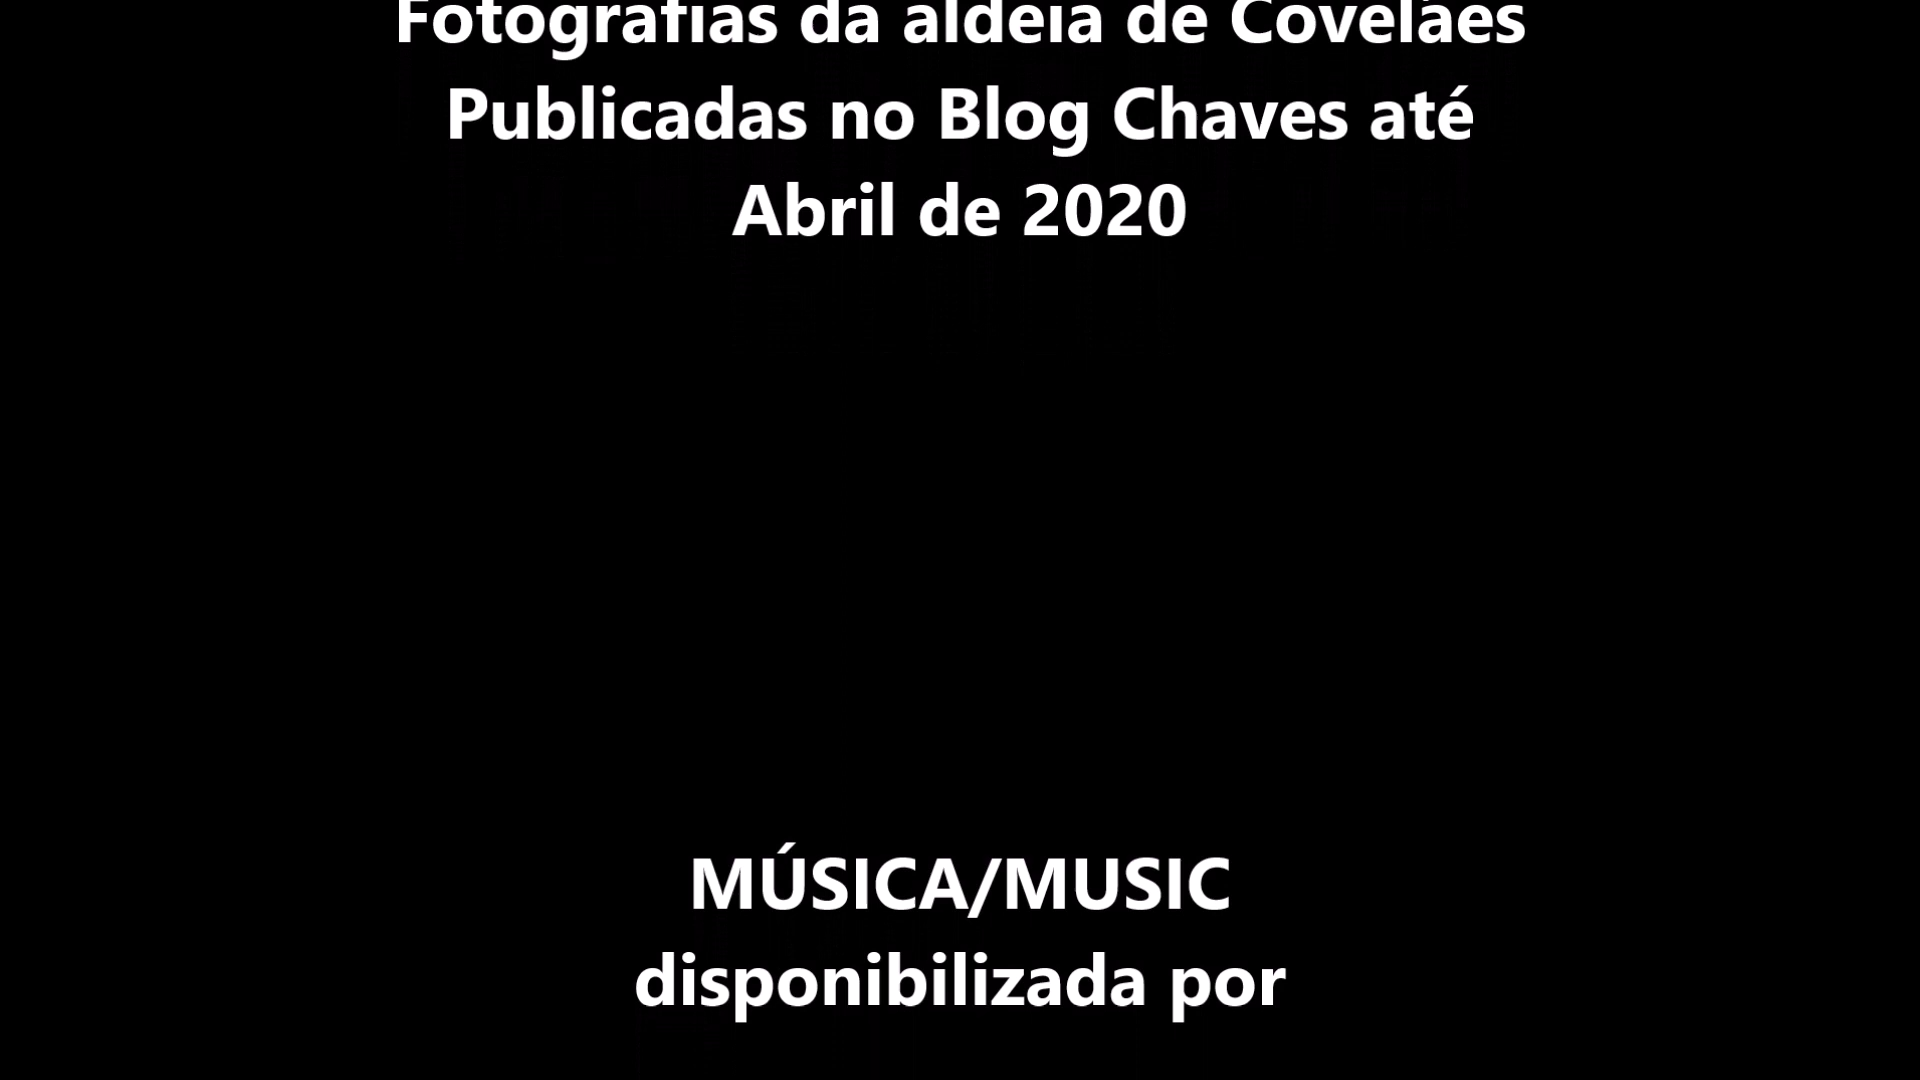 Fotografias da aldeia de Covelães
Publicadas no Blog Chaves até
Abril de 2020
MÚSICA/MUSIC
disponibilizada por